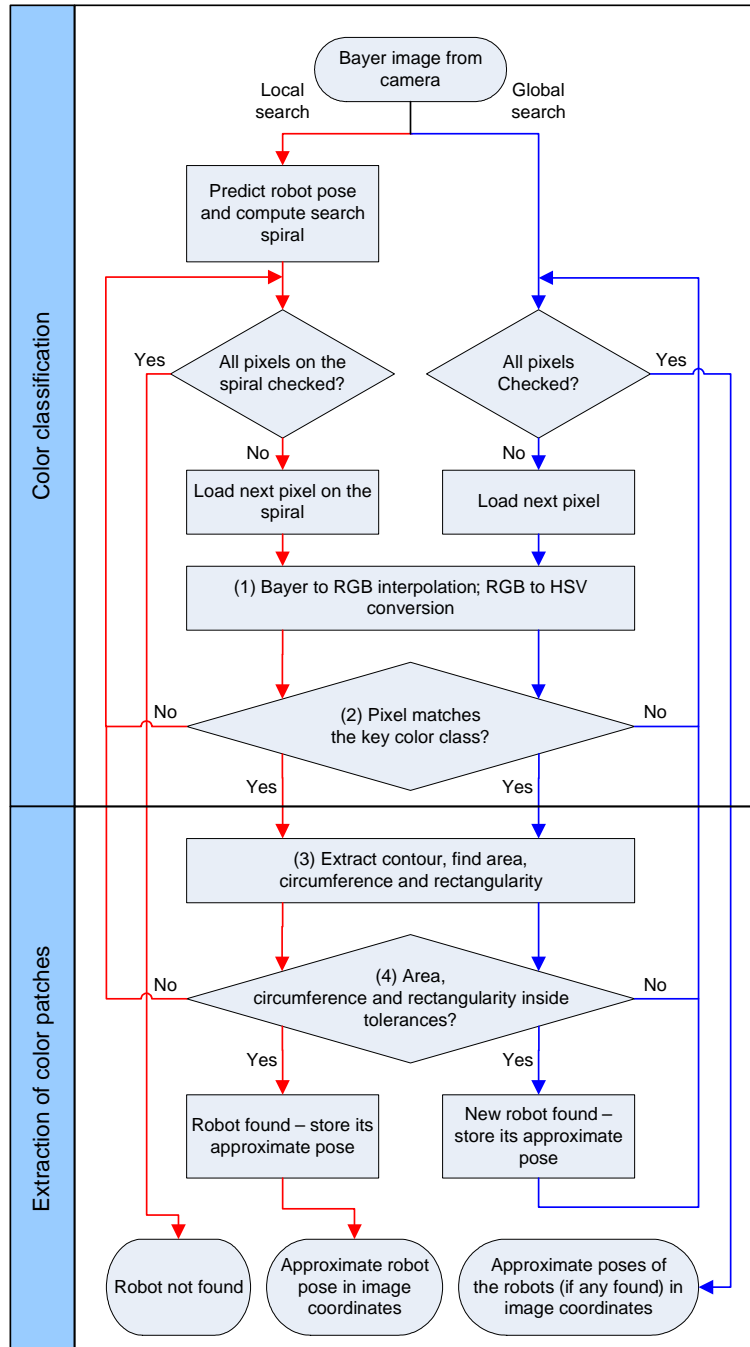 Bayer image from
camera
Local
search
Global
search
Predict robot pose
and compute search
spiral
Color classification
Yes
All pixels on the
spiral checked?
All pixels
Checked?
Yes
No
No
Load next pixel on the
spiral
Load next pixel
(1) Bayer to RGB interpolation; RGB to HSV
conversion
No
(2) Pixel matches
the key color class?
No
Yes
Yes
Extraction of color patches
(3) Extract contour, find area,
circumference and rectangularity
No
(4) Area,
circumference and rectangularity inside
tolerances?
No
Yes
Yes
Robot found – store its
approximate pose
New robot found –
store its approximate
pose
Robot not found
Approximate robot
pose in image
coordinates
Approximate poses of
the robots (if any found) in
image coordinates